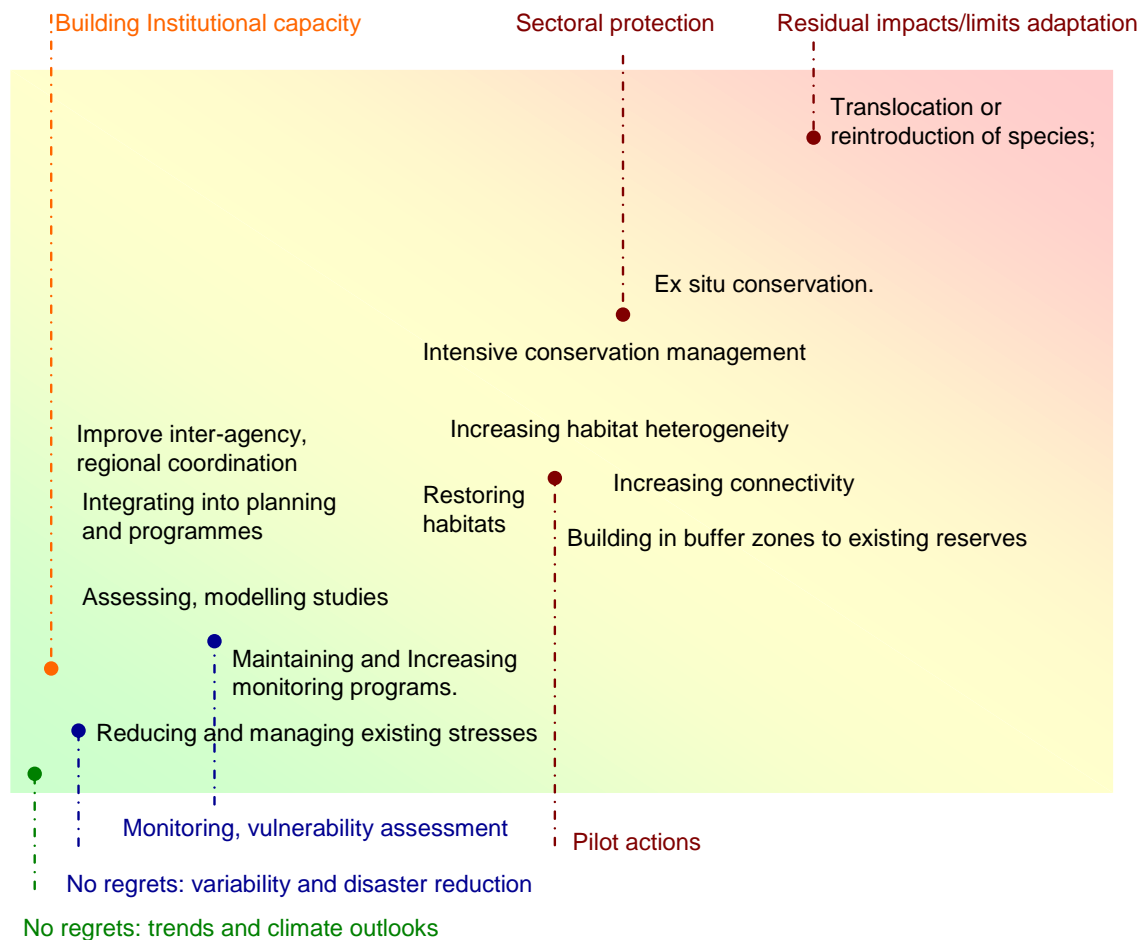 Building Institutional capacity
Sectoral protection
Residual impacts/limits adaptation
Translocation or
reintroduction of species;
Ex situ conservation.
Intensive conservation management
Improve inter-agency,
regional coordination
Increasing habitat heterogeneity
Increasing connectivity
Integrating into planning
and programmes
Restoring
habitats
Building in buffer zones to existing reserves
Assessing, modelling studies
Maintaining and Increasing
monitoring programs.
Reducing and managing existing stresses
Monitoring, vulnerability assessment
Pilot actions
No regrets: variability and disaster reduction
No regrets: trends and climate outlooks